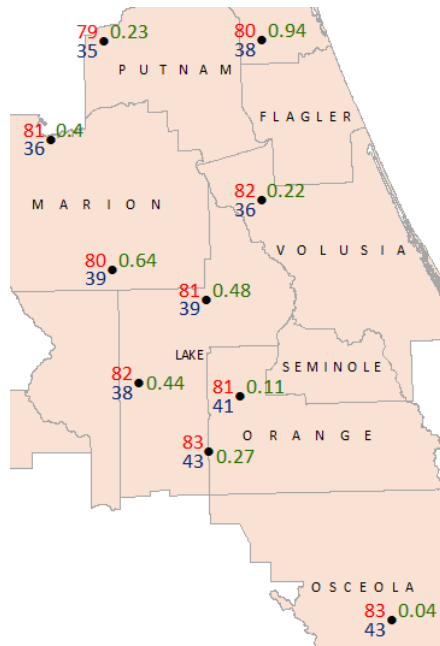 79 0.23
35
80 0.94
38
PUTNAM
FLAGLER
81 0.4
36
82 0.22
36
MARION
VOLUSIA
80 0.64
39
81 0.48
39
LAKE
SEMINOLE
82 0.44
38
81 0.11
41
ORANGE
83 0.27
43
OSCEOLA
83 0.04
43